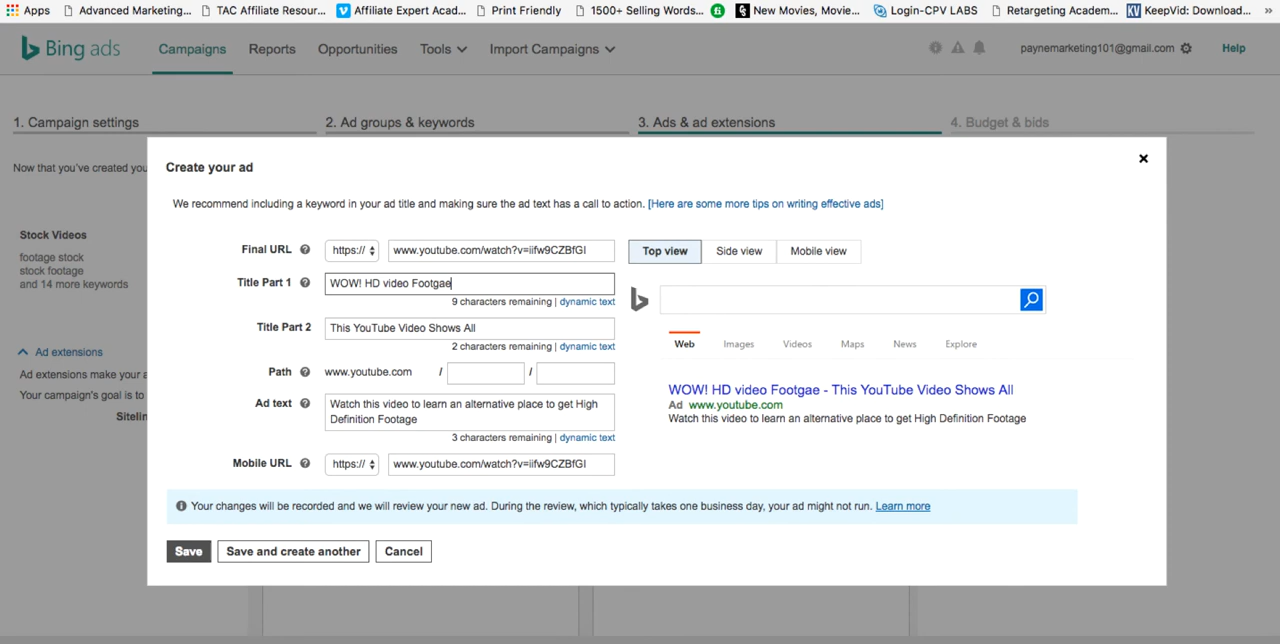 Apps Advanced Marketing... TAC Affiliate Resour... Affiliate Expert Acad... Print Friendly 1500+ Selling Words... New Movies, Movie... Login-CPV LABS Retargeting Academ... KeepVid: Download... »
Bing ads Campaigns Reports Opportunities Tools Import Campaigns paynemarketing101@gmail.com Help
1. Campaign settings 2. Ad groups & keywords 3. Ads & ad extensions 4. Budget & bids
Now that you've created you
Create your ad
We recommend including a keyword in your ad title and making sure the ad text has a call to action. [Here are some more tips on writing effective ads]
Stock Videos
footage stock
stock footage
and 14 more keywords
Ad extensions
Ad extensions make your a
Your campaign's goal is to
Sitelin
Final URL https:// www.youtube.com/watch?v=iifw9CZBfGI
Title Part 1 WOW! HD video Footgae
9 characters remaining | dynamic text
Title Part 2 This YouTube Video Shows All
2 characters remaining | dynamic text
Path www.youtube.com / /
Ad text Watch this video to learn an alternative place to get High
Definition Footage
3 characters remaining | dynamic text
Mobile URL https:// www.youtube.com/watch?v=iifw9CZBfGI
Top view Side view Mobile view
Web Images Videos Maps News Explore
WOW! HD video Footgae - This YouTube Video Shows All
Ad www.youtube.com
Watch this video to learn an alternative place to get High Definition Footage
Your changes will be recorded and we will review your new ad. During the review, which typically takes one business day, your ad might not run. Learn more
Save Save and create another Cancel